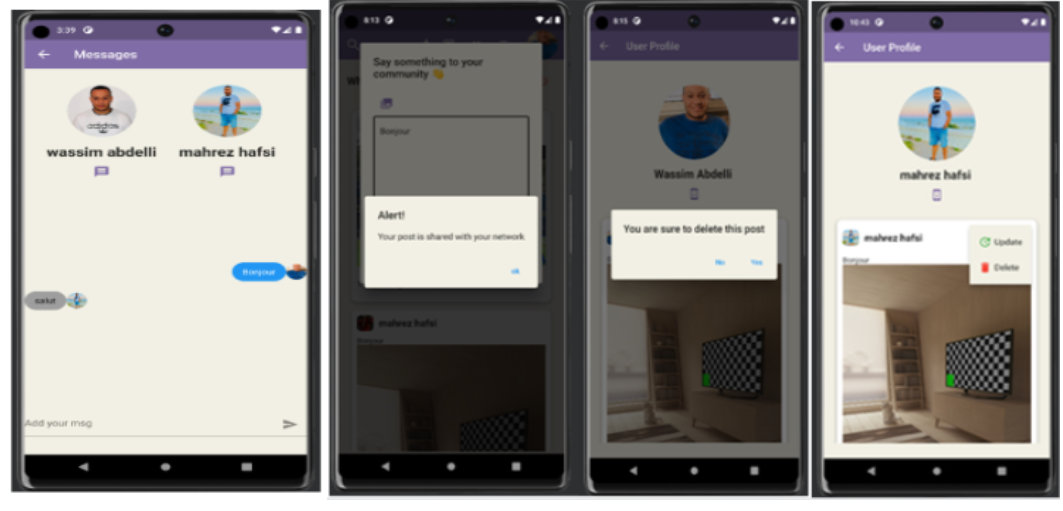 3:39
Messages
adidas
wassim abdelli
mahrez hafsi
Bonjour
salut
Add your msg
8:13
Say something to your
community 👋
Bonjour
Alert!
Your post is shared with your network
ok
mahrez hafsi
Bonjour
8:15
User Profile
Wassim Abdelli
You are sure to delete this post
No
Yes
10:45
User Profile
mahrez hafsi
mahrez hafsi
Update
Bonjour
Delete